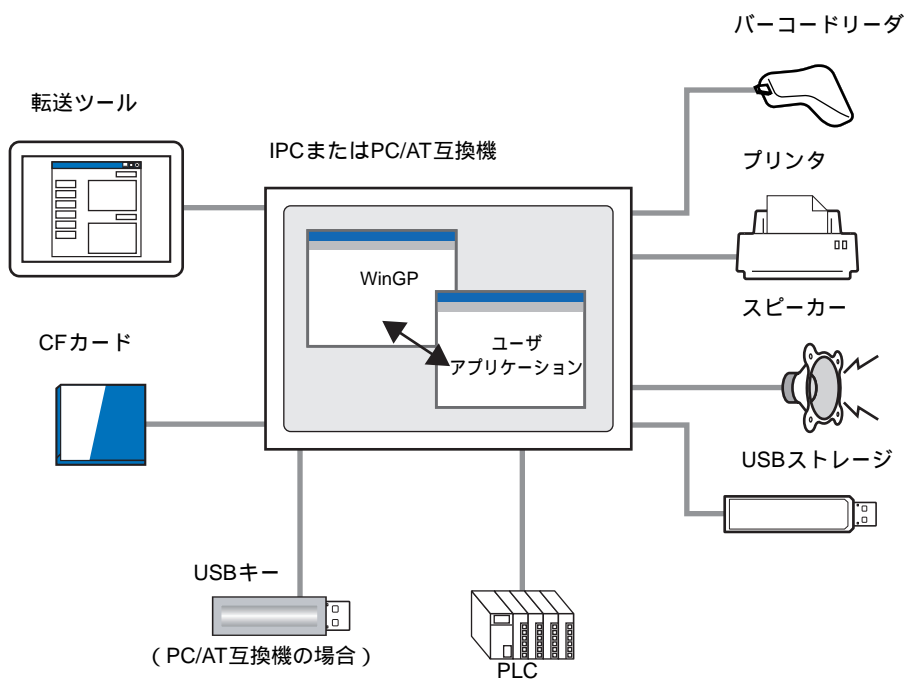 バーコードリーダ
転送ツール
IPCまたはPC/AT互換機
プリンタ
WinGP
スピーカー
CFカード
ユーザ
アプリケーション
USBストレージ
USBキー
（PC/AT互換機の場合）
PLC